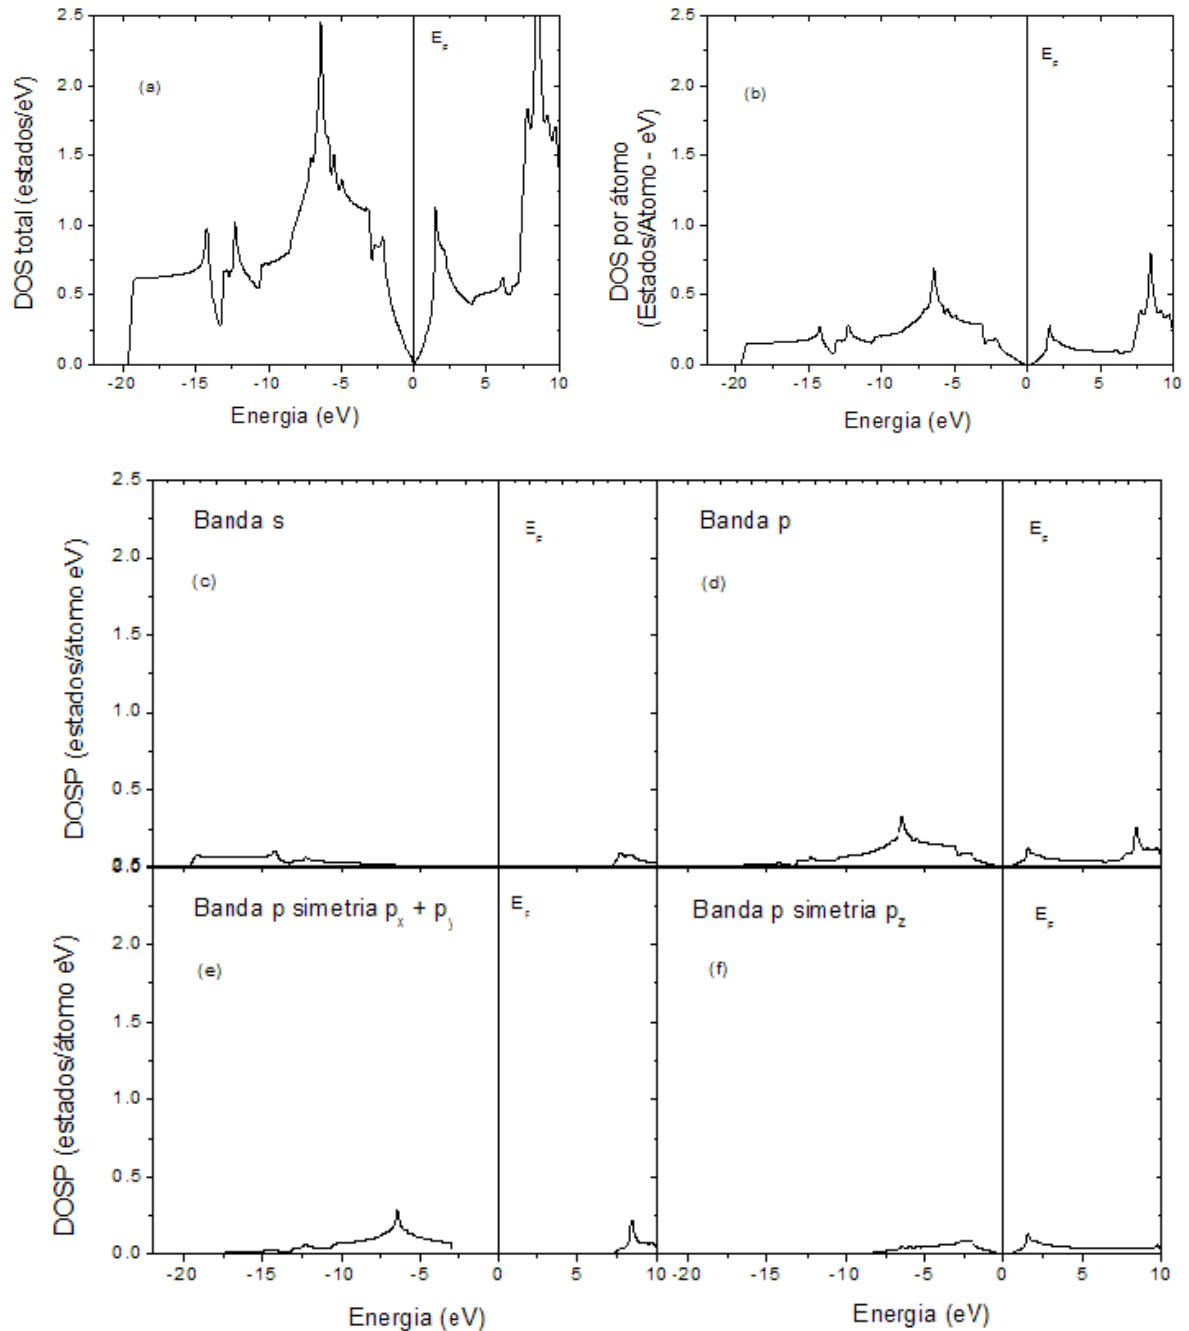 2.5
2.0
1.5
1.0
0.5
0.0
DOS total (estados/eV)
(a)
E_F
-20 -15 -10 -5 0 5 10
Energia (eV)
2.5
2.0
1.5
1.0
0.5
0.0
DOS por átomo
(Estados/Atomo - eV)
(b)
E_F
-20 -15 -10 -5 0 5 10
Energia (eV)
2.5
2.0
1.5
1.0
0.5
DOSP (estados/átomo eV)
Banda s
E_F
(c)
Banda p
E_F
(d)
2.0
1.5
1.0
0.5
0.0
DOSP (estados/átomo eV)
Banda p simetria p_x + p_y
E_F
(e)
Banda p simetria p_z
E_F
(f)
-20 -15 -10 -5 0 5 10 -20 -15 -10 -5 0 5 10
Energia (eV) Energia (eV)